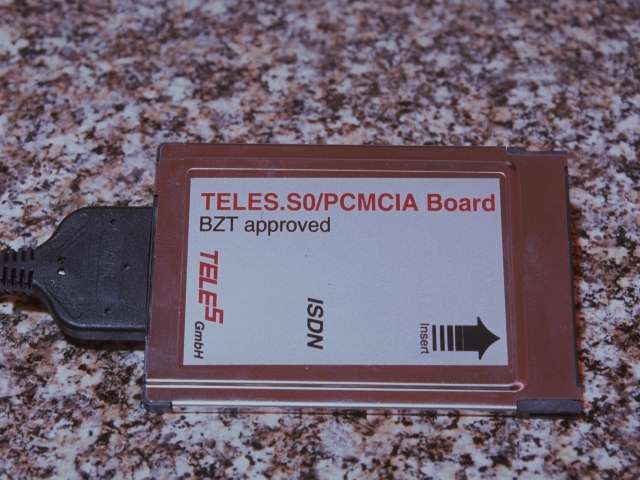 TELES.S0/PCMCIA Board
BZT approved
TELES
GmbH
ISDN
Insert